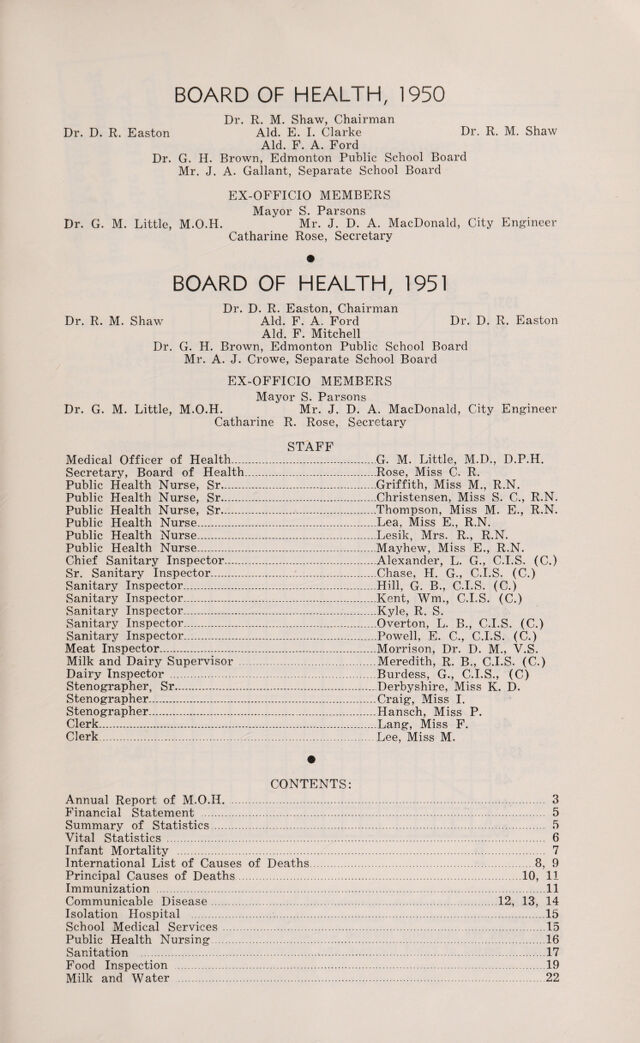 BOARD OF HEALTH, 1950
Dr. R. M. Shaw, Chairman
Dr. D. R. Easton Ald. E. I. Clarke Dr. R. M. Shaw
Ald. F. A. Ford
Dr. G. H. Brown, Edmonton Public School Board
Mr. J. A. Gallant, Separate School Board
EX-OFFICIO MEMBERS
Mayor S. Parsons
Dr. G. M. Little, M.O.H. Mr. J. D. A. MacDonald, City Engineer
Catharine Rose, Secretary
●
BOARD OF HEALTH, 1951
Dr. D. R. Easton, Chairman
Dr. R. M. Shaw Ald. F. A. Ford Dr. D. R. Easton
Ald. F. Mitchell
Dr. G. H. Brown, Edmonton Public School Board
Mr. A. J. Crowe, Separate School Board
EX-OFFICIO MEMBERS
Mayor S. Parsons
Dr. G. M. Little, M.O.H. Mr. J. D. A. MacDonald, City Engineer
Catharine R. Rose, Secretary
STAFF
Medical Officer of Health G. M. Little, M.D., D.P.H.
Secretary, Board of Health Rose, Miss C. R.
Public Health Nurse, Sr. Griffith, Miss M., R.N.
Public Health Nurse, Sr. Christensen, Miss S. C., R.N.
Public Health Nurse, Sr. Thompson, Miss M. E., R.N.
Public Health Nurse Lea, Miss E., R.N.
Public Health Nurse Lesik, Mrs. R., R.N.
Public Health Nurse Mayhew, Miss E., R.N.
Chief Sanitary Inspector Alexander, L. G., C.I.S. (C.)
Sr. Sanitary Inspector Chase, H. G., C.I.S. (C.)
Sanitary Inspector Hill, G. B., C.I.S. (C.)
Sanitary Inspector Kent, Wm., C.I.S. (C.)
Sanitary Inspector Kyle, R. S.
Sanitary Inspector Overton, L. B., C.I.S. (C.)
Sanitary Inspector Powell, E. C., C.I.S. (C.)
Meat Inspector Morrison, Dr. D. M., V.S.
Milk and Dairy Supervisor Meredith, R. B., C.I.S. (C.)
Dairy Inspector Burdess, G., C.I.S., (C)
Stenographer, Sr. Derbyshire, Miss K. D.
Stenographer Craig, Miss I.
Stenographer Hansch, Miss P.
Clerk Lang, Miss F.
Clerk Lee, Miss M.
●
CONTENTS:
Annual Report of M.O.H. 3
Financial Statement 5
Summary of Statistics 5
Vital Statistics 6
Infant Mortality 7
International List of Causes of Deaths 8, 9
Principal Causes of Deaths 10, 11
Immunization 11
Communicable Disease 12, 13, 14
Isolation Hospital 15
School Medical Services 15
Public Health Nursing 16
Sanitation 17
Food Inspection 19
Milk and Water 22